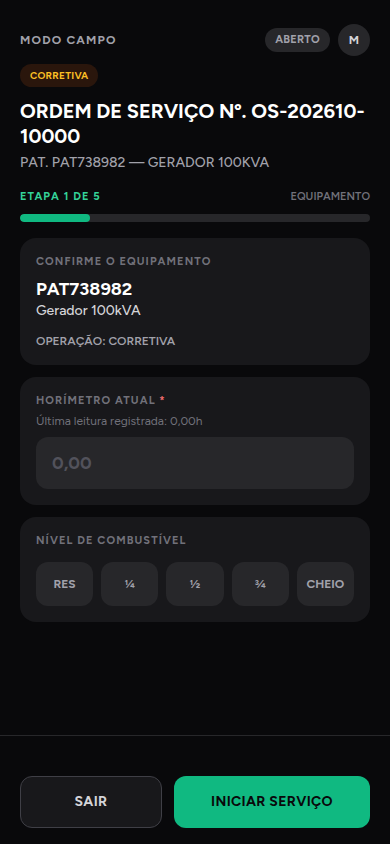 MODO CAMPO
ABERTO
M
CORRETIVA
ORDEM DE SERVIÇO Nº. OS-202610-
10000
PAT. PAT738982 — GERADOR 100KVA
ETAPA 1 DE 5
EQUIPAMENTO
CONFIRME O EQUIPAMENTO
PAT738982
Gerador 100kVA
OPERAÇÃO: CORRETIVA
HORÍMETRO ATUAL *
Última leitura registrada: 0,00h
0,00
NÍVEL DE COMBUSTÍVEL
RES
¼
½
¾
CHEIO
SAIR
INICIAR SERVIÇO